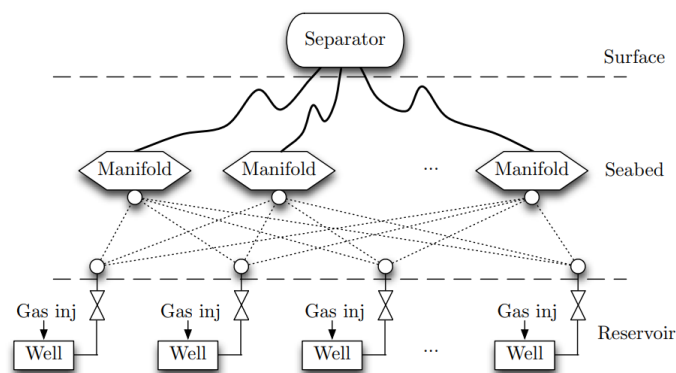 Separator
Surface
Manifold Manifold ... Manifold Seabed
Gas inj Gas inj Gas inj Gas inj
Reservoir
Well Well Well ... Well